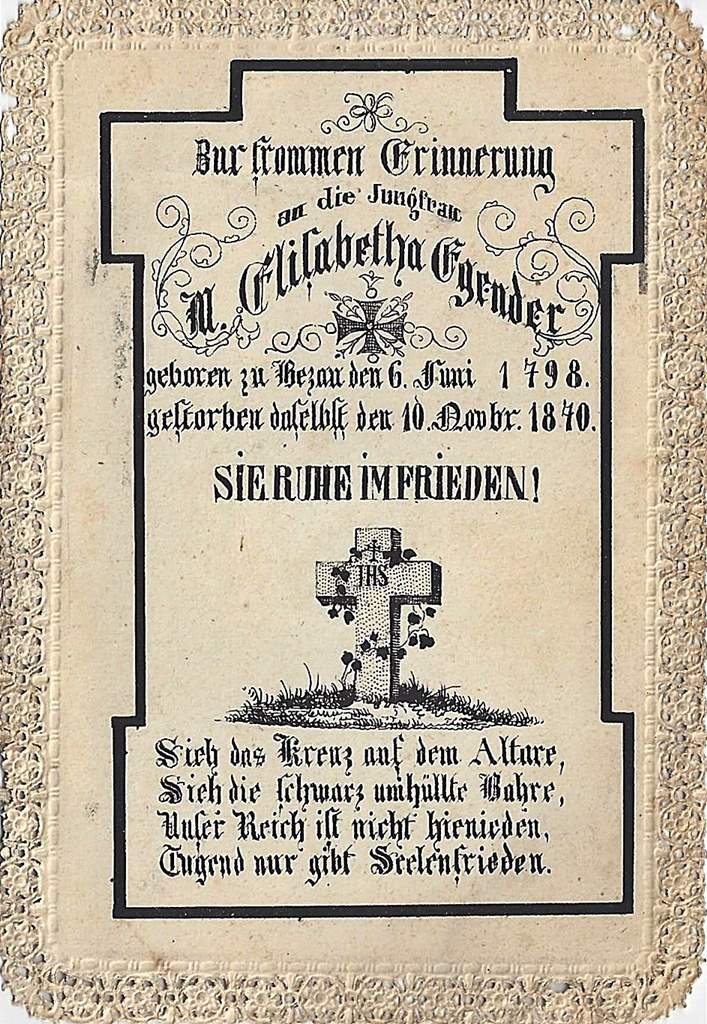 Zur frommen Erinnerung
an die Jungfrau
M. Elisabetha Egender
geboren zu Bezau den 6. Juni 1798.
gestorben daselbst den 10. Novbr. 1870.
SIE RUHE IM FRIEDEN!
IHS
Sieh das Kreuz auf dem Altare,
Sieh die schwarz umhüllte Bahre,
Unser Reich ist nicht hienieden,
Tugend nur gibt Seelenfrieden.